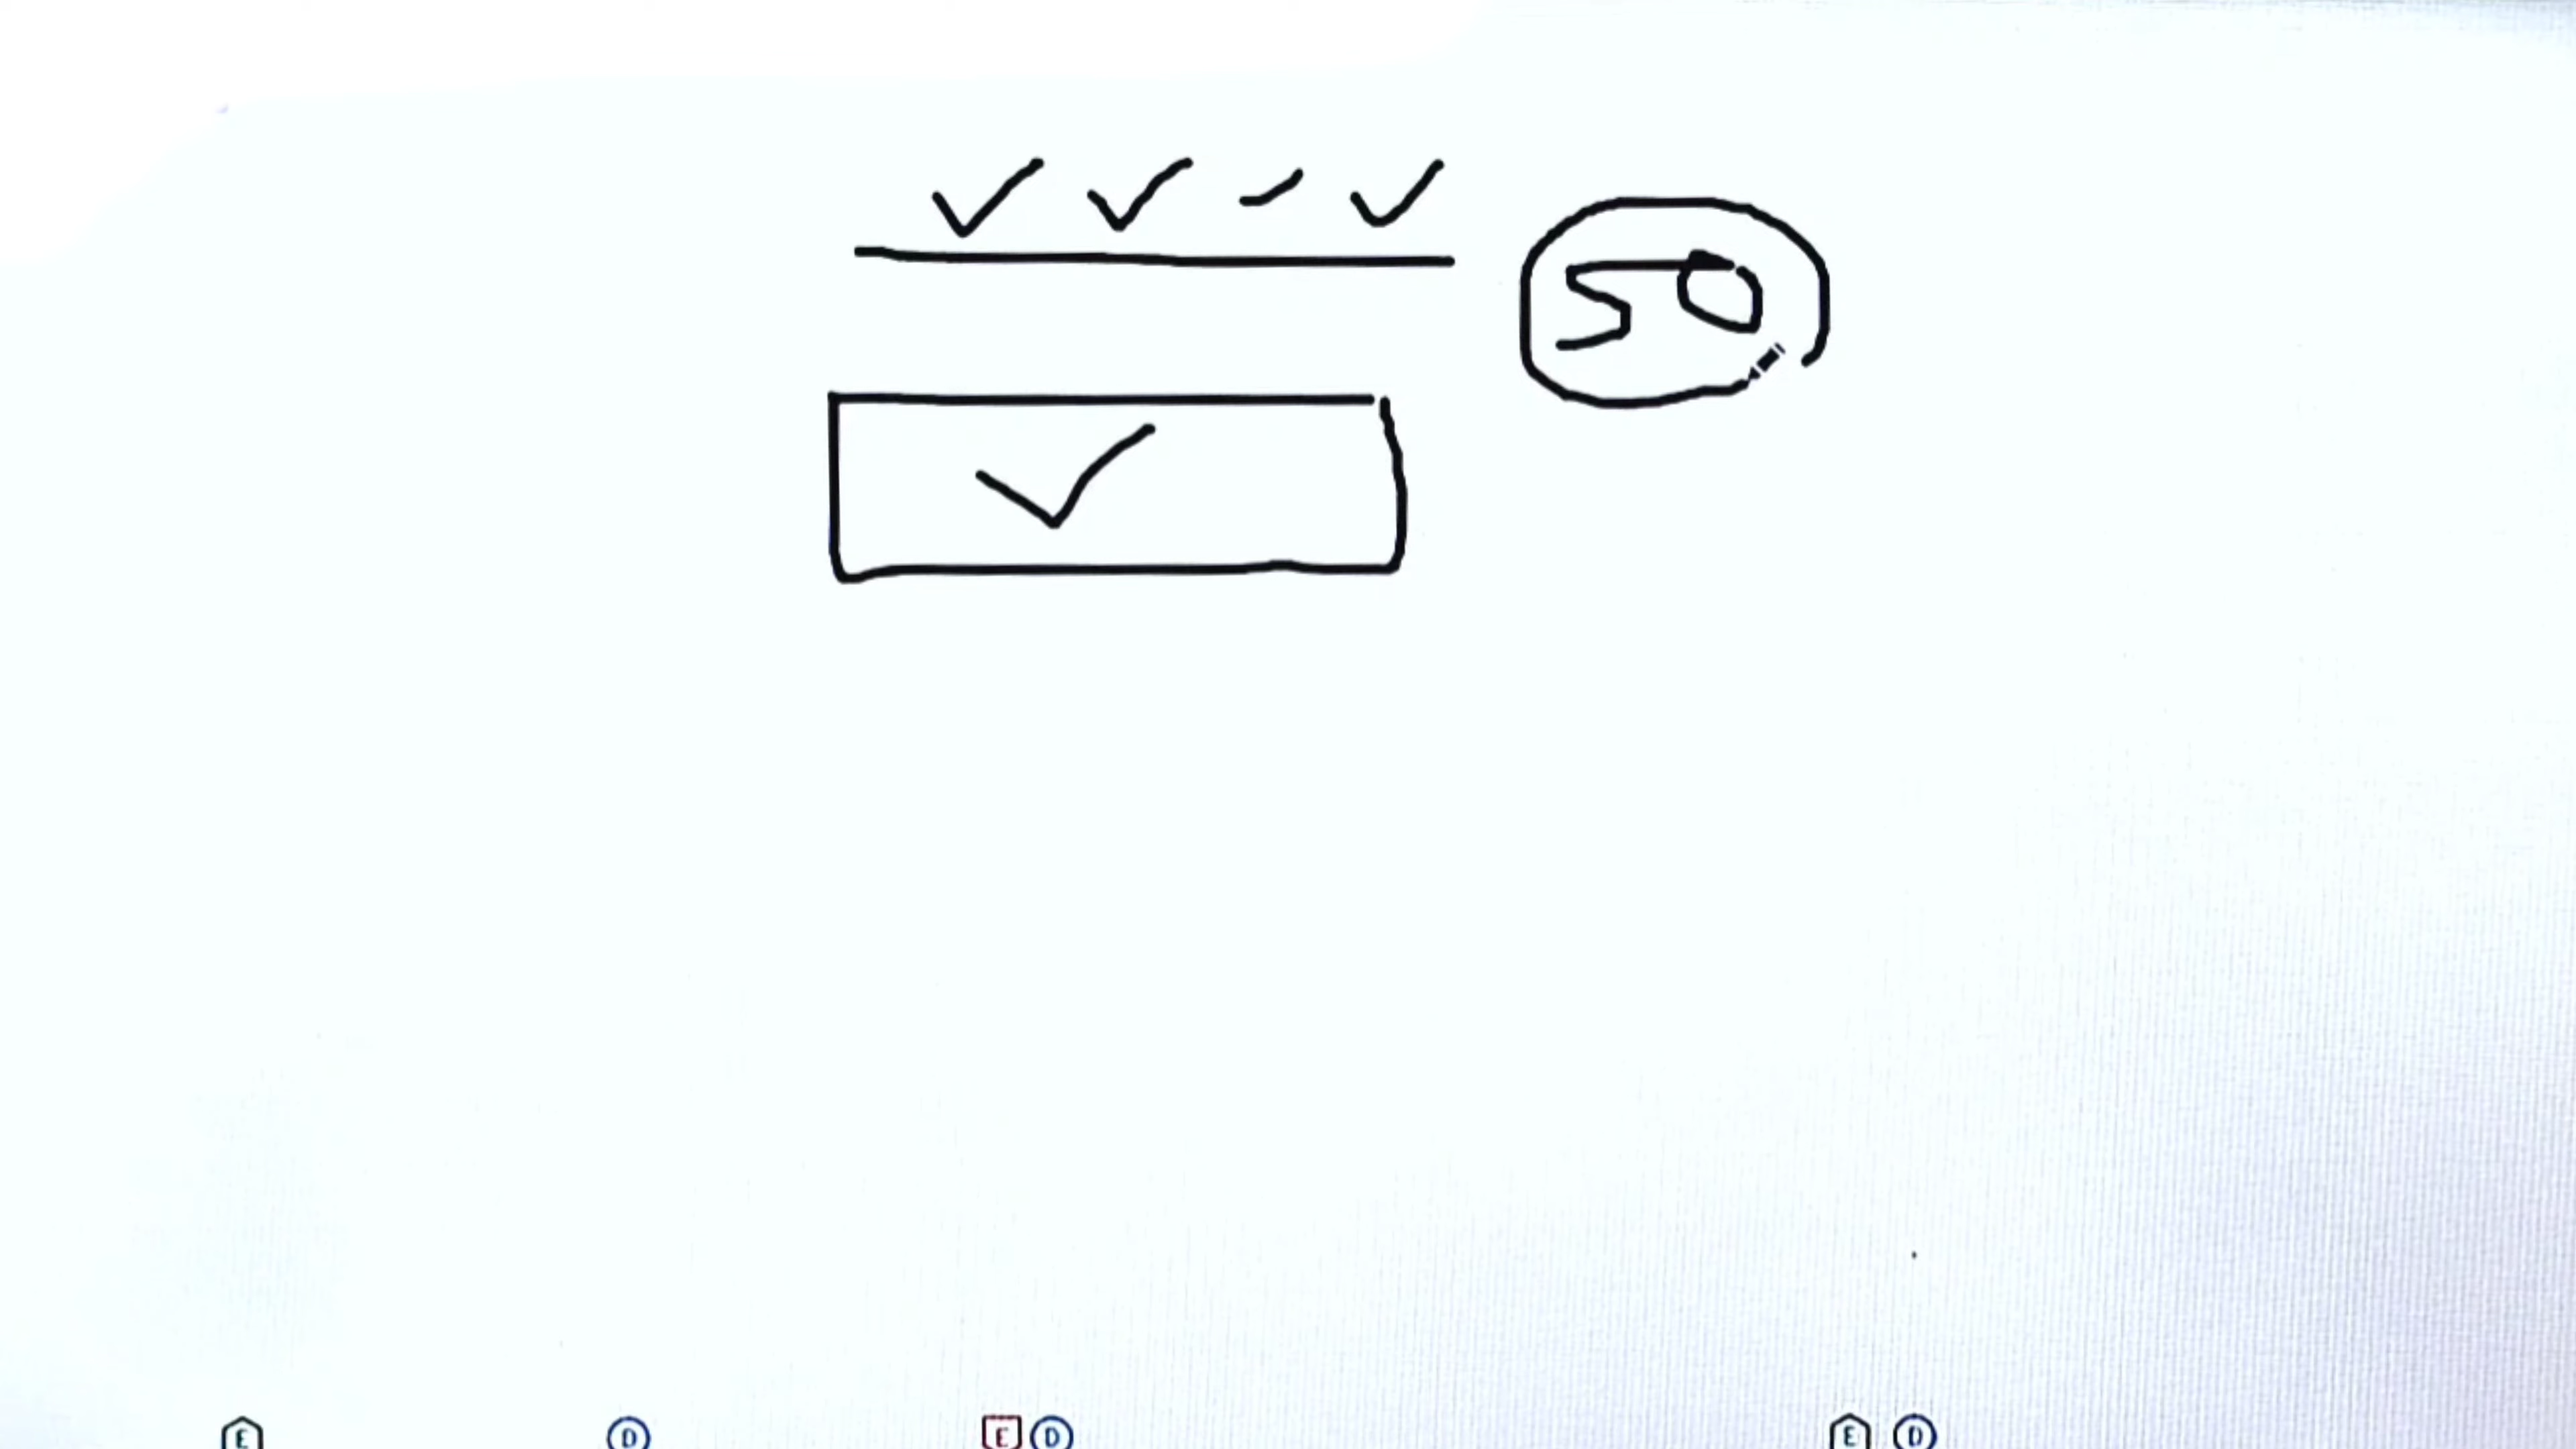 ✓ ✓ - ✓
50
✓
E D E D E D